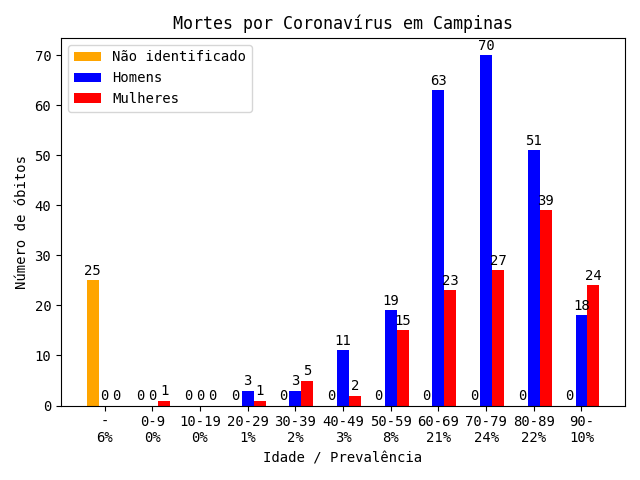 Mortes por Coronavírus em Campinas
Não identificado
Homens
Mulheres
Número de óbitos
70
60
50
40
30
20
10
0
25 0 0
0 0 1
0 0 0
0 3 1
0 3 5
0 11 2
0 19 15
0 63 23
0 70 27
0 51 39
0 18 24
- 0-9 10-19 20-29 30-39 40-49 50-59 60-69 70-79 80-89 90-
6% 0% 0% 1% 2% 3% 8% 21% 24% 22% 10%
Idade / Prevalência